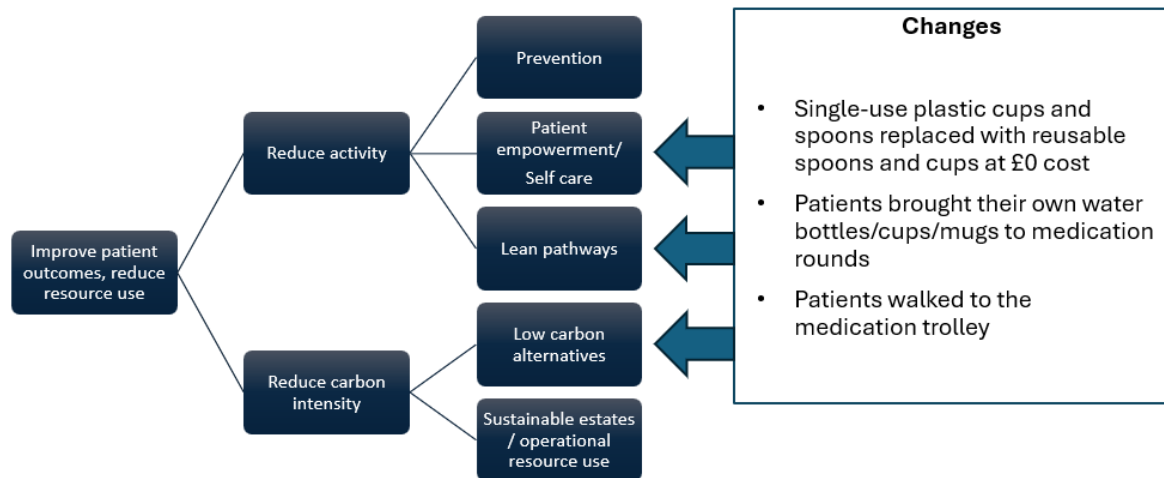 Improve patient
outcomes, reduce
resource use
Reduce activity
Reduce carbon
intensity
Prevention
Patient
empowerment/
Self care
Lean pathways
Low carbon
alternatives
Sustainable estates
/ operational
resource use
Changes
• Single-use plastic cups and
spoons replaced with reusable
spoons and cups at £0 cost
• Patients brought their own water
bottles/cups/mugs to medication
rounds
• Patients walked to the
medication trolley